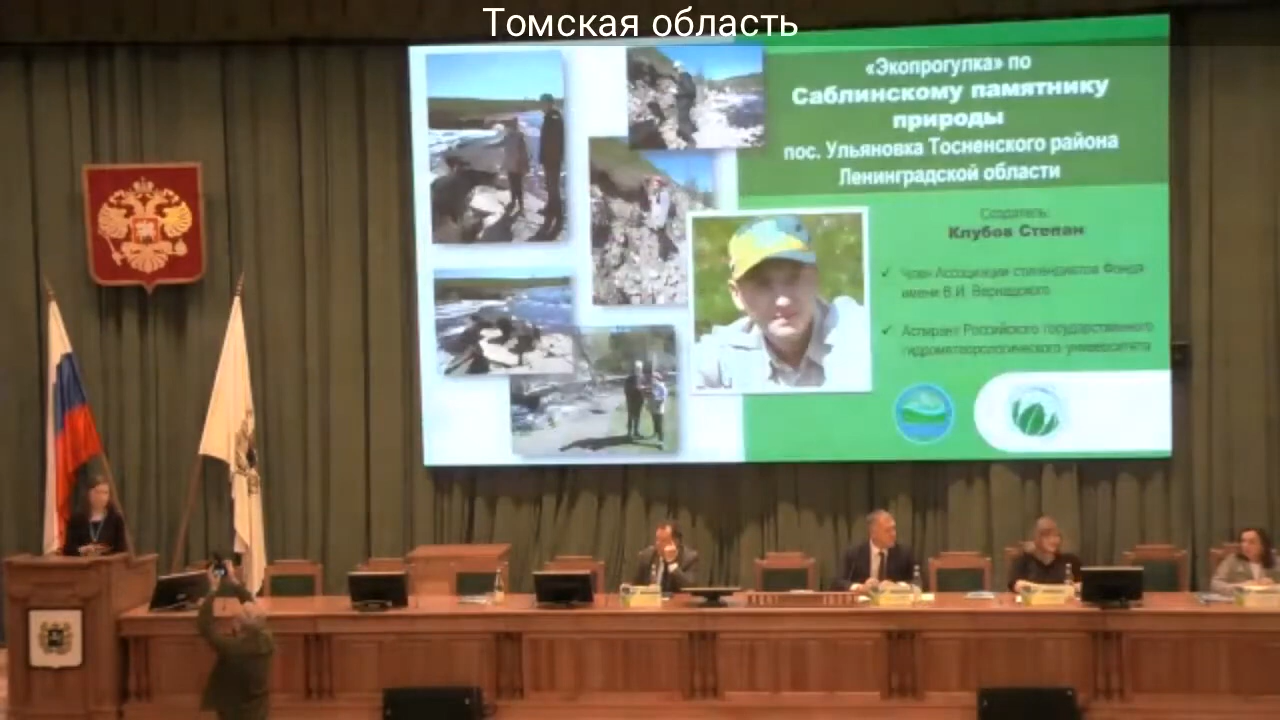 Томская область
«Экопрогулка» по
Саблинскому памятнику
природы
пос. Ульяновка Тосненского района
Ленинградской области
Создатель:
Клубов Степан
✓ Член Ассоциации стипендиатов Фонда
имени В.И. Вернадского
✓ Аспирант Российского государственного
гидрометеорологического университета